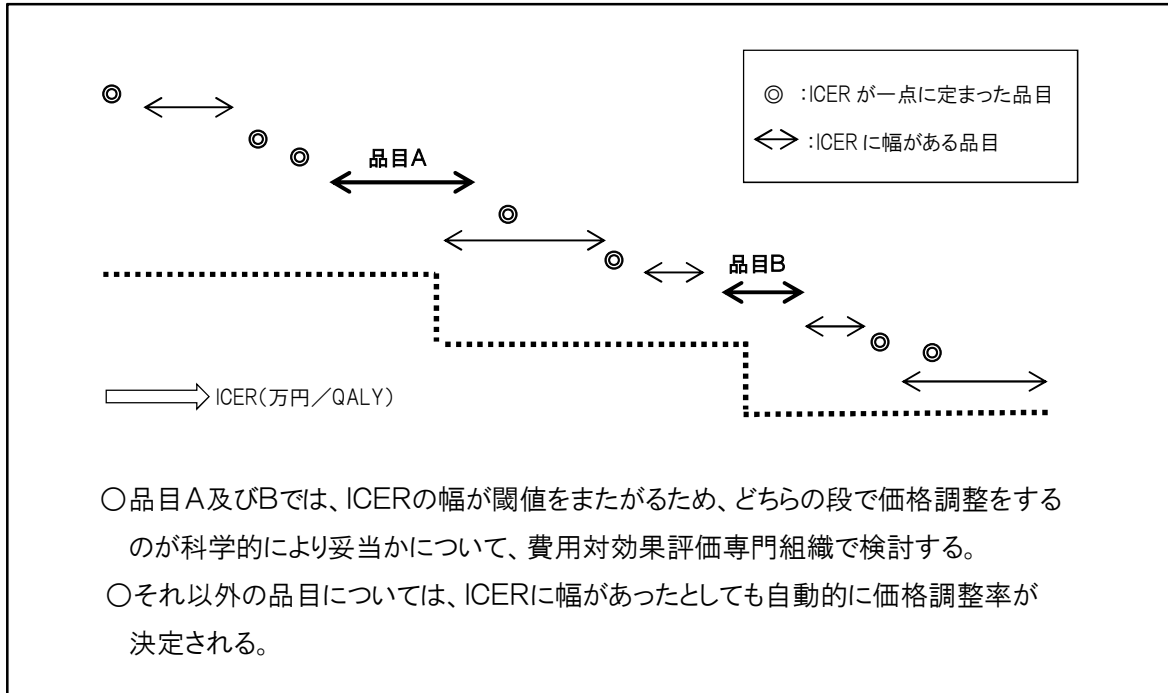 ◎ :ICER が一点に定まった品目
:ICER に幅がある品目
品目A
品目B
ICER(万円/QALY)
○品目A及びBでは、ICERの幅が閾値をまたがるため、どちらの段で価格調整をする
のが科学的により妥当かについて、費用対効果評価専門組織で検討する。
○それ以外の品目については、ICERに幅があったとしても自動的に価格調整率が
決定される。